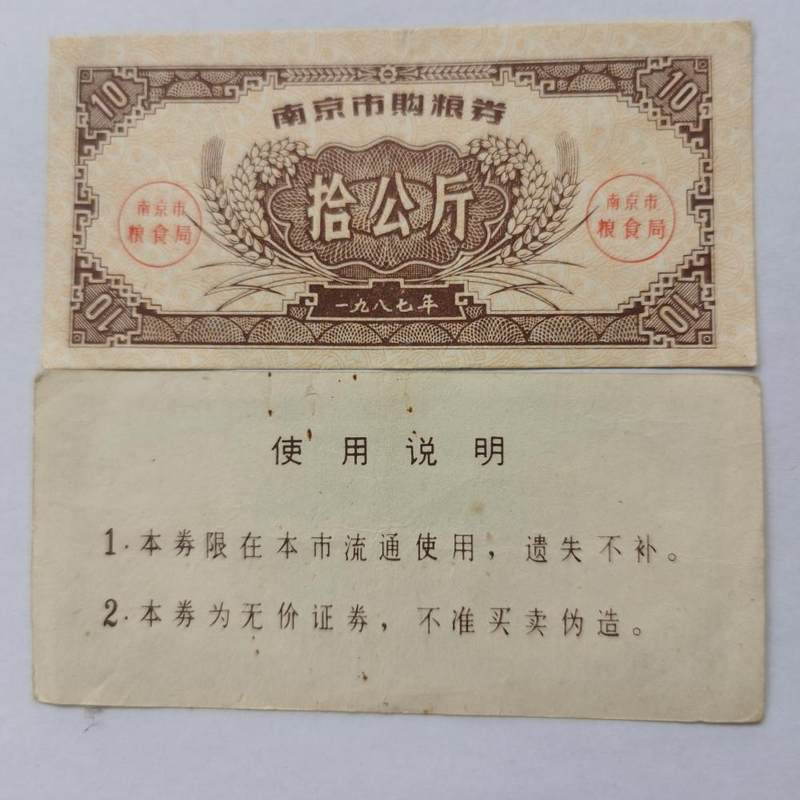 10
10
南京市購粮券
拾公斤
南京市
粮食局
南京市
粮食局
一九八七年
10
10
使用说明
1.本券限在本市流通使用，遗失不补。
2.本券为无价证券，不准买卖伪造。